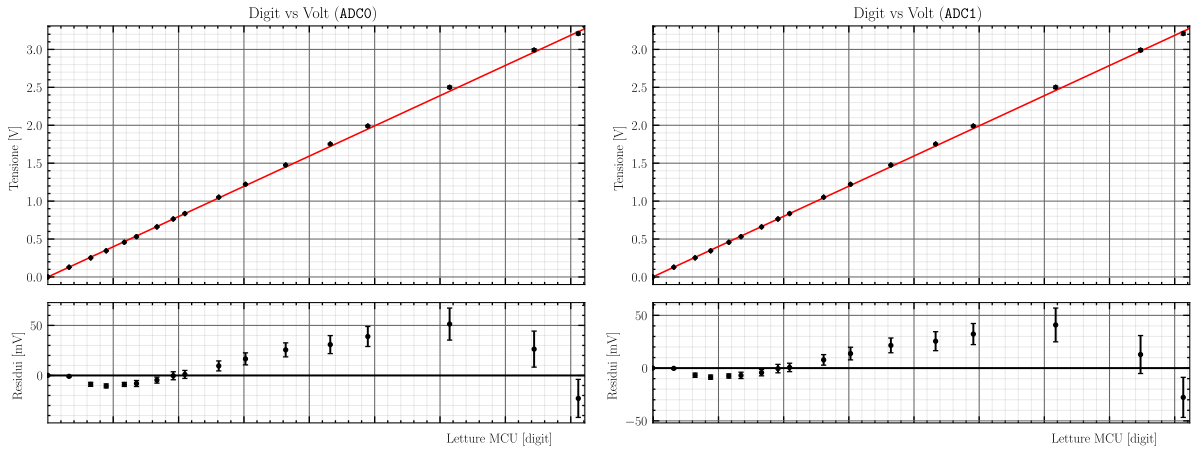 Digit vs Volt (ADC0)
Tensione [V]
3.0
2.5
2.0
1.5
1.0
0.5
0.0
Residui [mV]
50
0
Letture MCU [digit]
Digit vs Volt (ADC1)
Tensione [V]
3.0
2.5
2.0
1.5
1.0
0.5
0.0
Residui [mV]
50
0
−50
Letture MCU [digit]